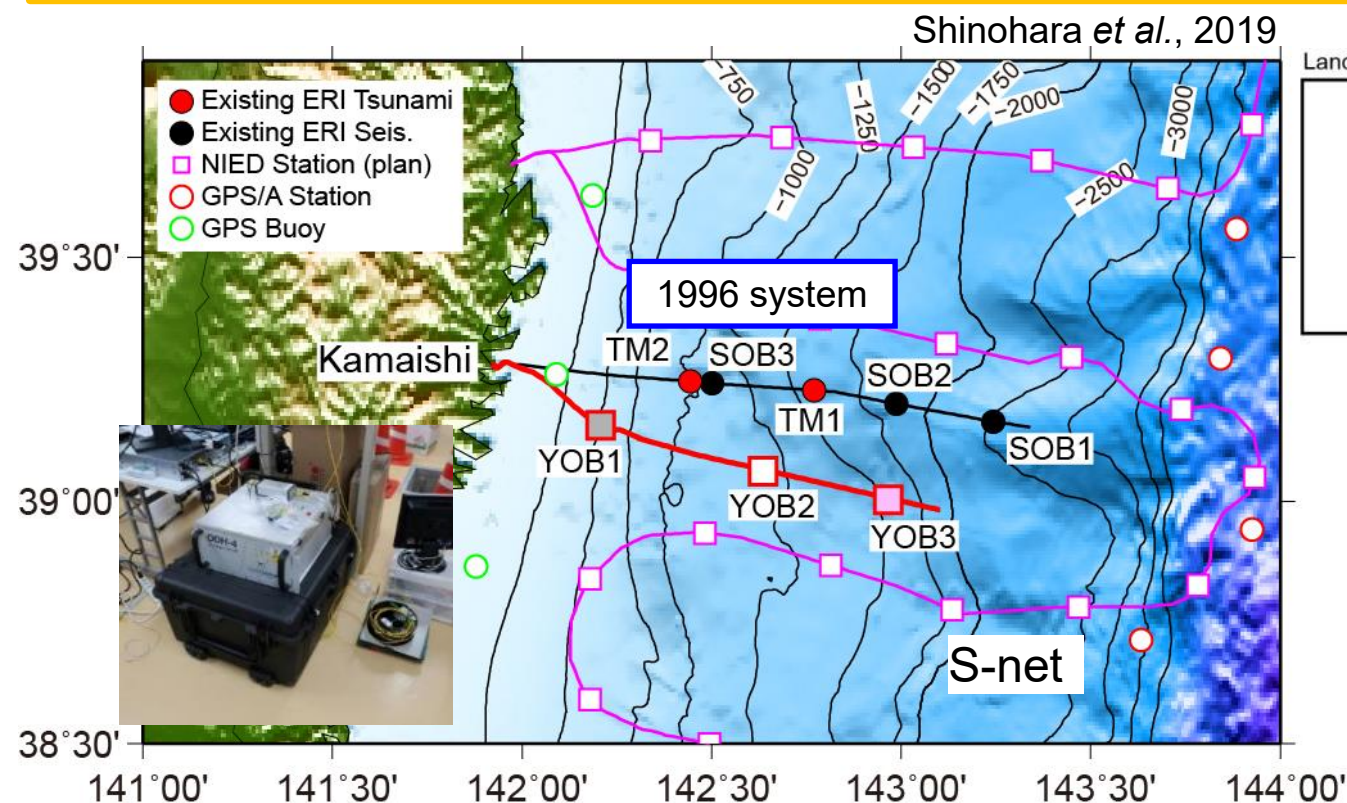 Shinohara et al., 2019
Existing ERI Tsunami
Existing ERI Seis.
NIED Station (plan)
GPS/A Station
GPS Buoy
−750
−1000
−1250
−1500
−1750
−2000
−2500
−3000
1996 system
Kamaishi
TM2
SOB3
TM1
SOB2
SOB1
YOB1
YOB2
YOB3
S-net
39°30'
39°00'
38°30'
141°00'
141°30'
142°00'
142°30'
143°00'
143°30'
144°00'